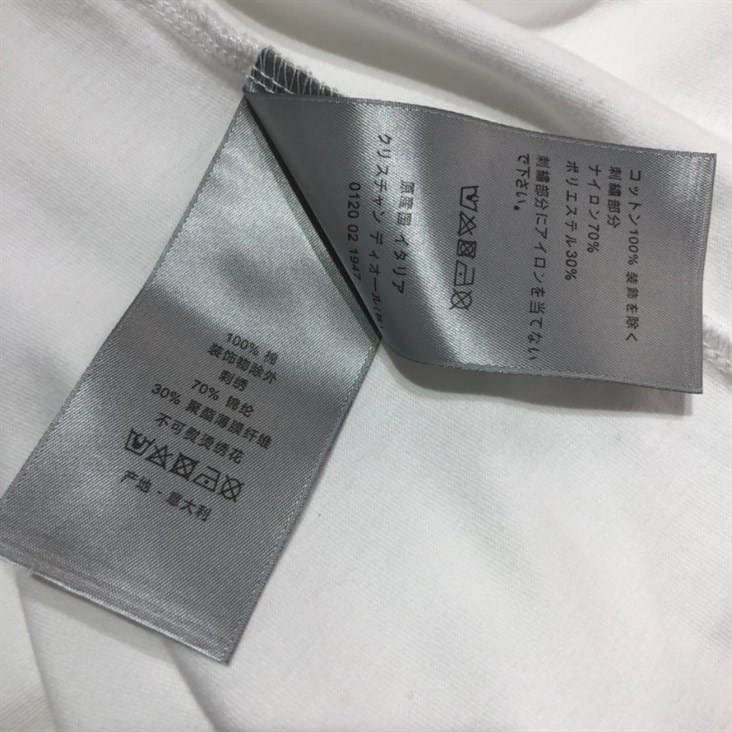 コットン100% 装飾を除く
刺繍部分
ナイロン70%
ポリエステル30%
刺繍部分にアイロンを当てない
で下さい。
原産国 イタリア
クリスチャン ディオール
0120 02 1947
100% 棉
装饰物除外
刺绣
70% 锦纶
30% 聚酯薄膜纤维
不可熨烫绣花
产地·意大利